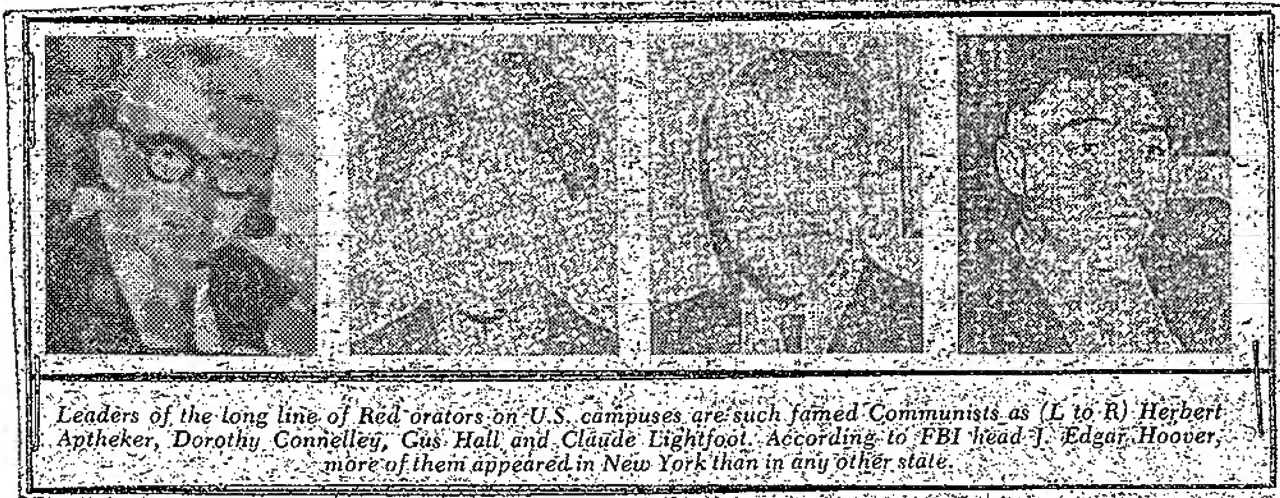 Leaders of the long line of Red orators on U.S. campuses are such famed Communists as (L to R) Herbert
Aptheker, Dorothy Connelley, Gus Hall and Claude Lightfoot. According to FBI head J. Edgar Hoover,
more of them appeared in New York than in any other state.